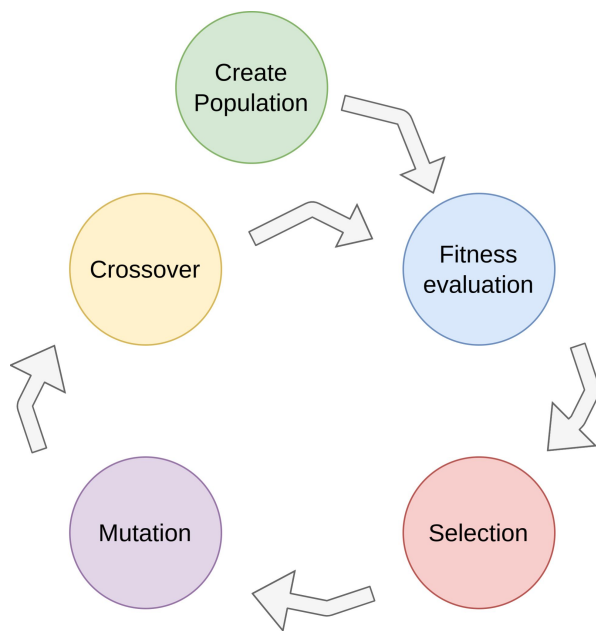 Create
Population
Crossover
Fitness
evaluation
Mutation
Selection